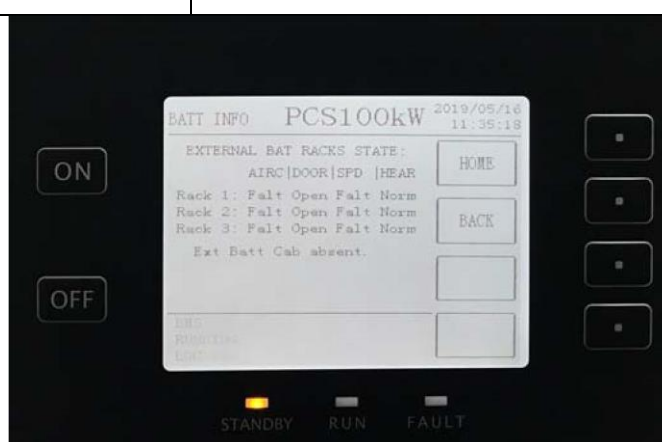 BATT INFO PCS100kW 2019/05/16
11:35:18
EXTERNAL BAT RACKS STATE:
AIRC|DOOR|SPD |HEAR
Rack 1: Falt Open Falt Norm
Rack 2: Falt Open Falt Norm
Rack 3: Falt Open Falt Norm
Ext Batt Cab absent.
HOME
BACK
ON
OFF
STANDBY RUN FAULT